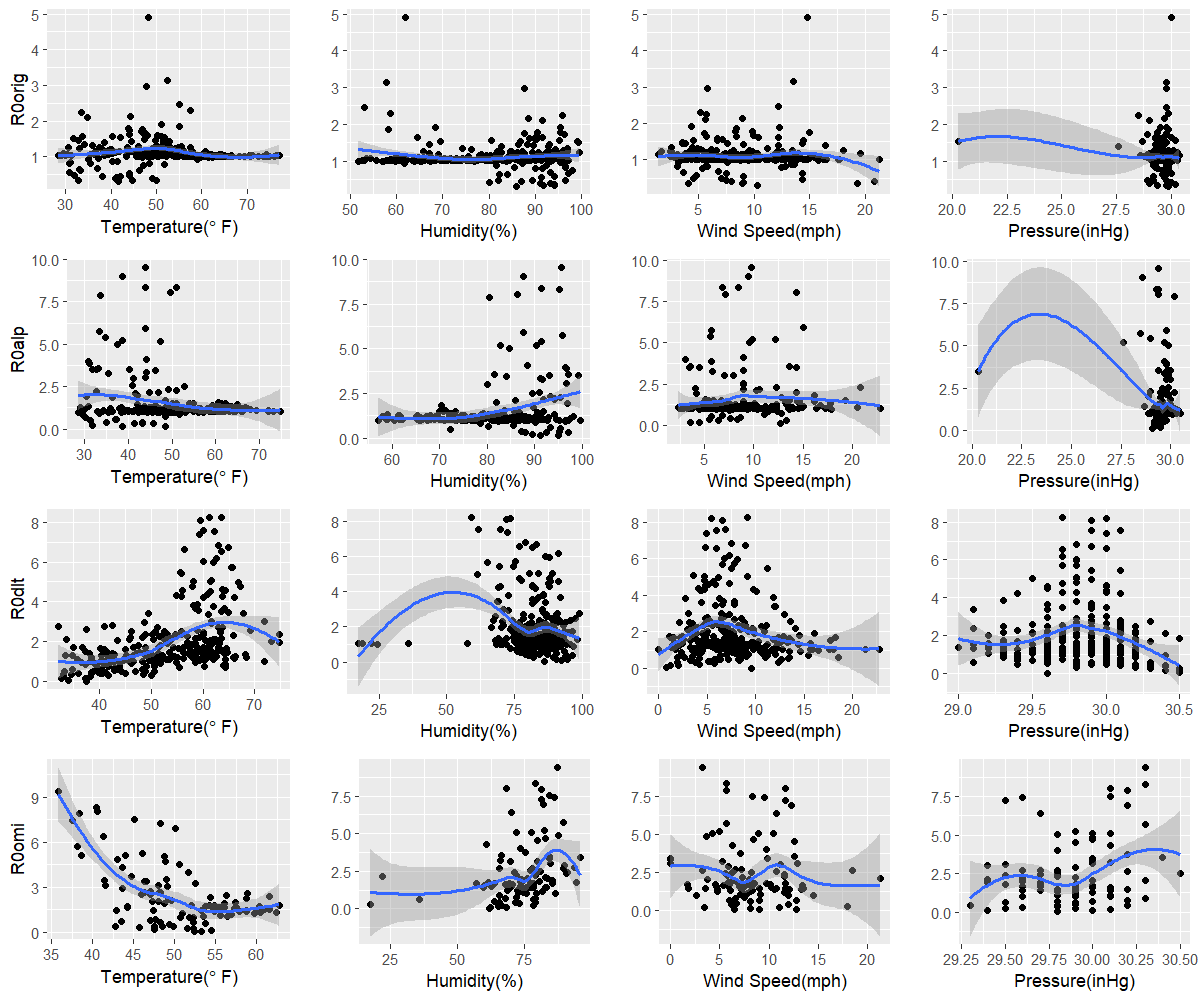 R0orig
5
4
3
2
1
30 40 50 60 70
Temperature(° F)
5
4
3
2
1
50 60 70 80 90 100
Humidity(%)
5
4
3
2
1
5 10 15 20
Wind Speed(mph)
5
4
3
2
1
20.0 22.5 25.0 27.5 30.0
Pressure(inHg)
R0alp
10.0
7.5
5.0
2.5
0.0
30 40 50 60 70
Temperature(° F)
10.0
7.5
5.0
2.5
0.0
60 70 80 90 100
Humidity(%)
10.0
7.5
5.0
2.5
0.0
5 10 15 20
Wind Speed(mph)
10.0
7.5
5.0
2.5
0.0
20.0 22.5 25.0 27.5 30.0
Pressure(inHg)
R0dlt
8
6
4
2
0
40 50 60 70
Temperature(° F)
8
6
4
2
0
25 50 75 100
Humidity(%)
8
6
4
2
0
0 5 10 15 20
Wind Speed(mph)
8
6
4
2
0
29.0 29.5 30.0 30.5
Pressure(inHg)
R0omi
9
6
3
0
35 40 45 50 55 60
Temperature(° F)
7.5
5.0
2.5
0.0
25 50 75
Humidity(%)
7.5
5.0
2.5
0.0
0 5 10 15 20
Wind Speed(mph)
7.5
5.0
2.5
0.0
29.25 29.50 29.75 30.00 30.25 30.50
Pressure(inHg)